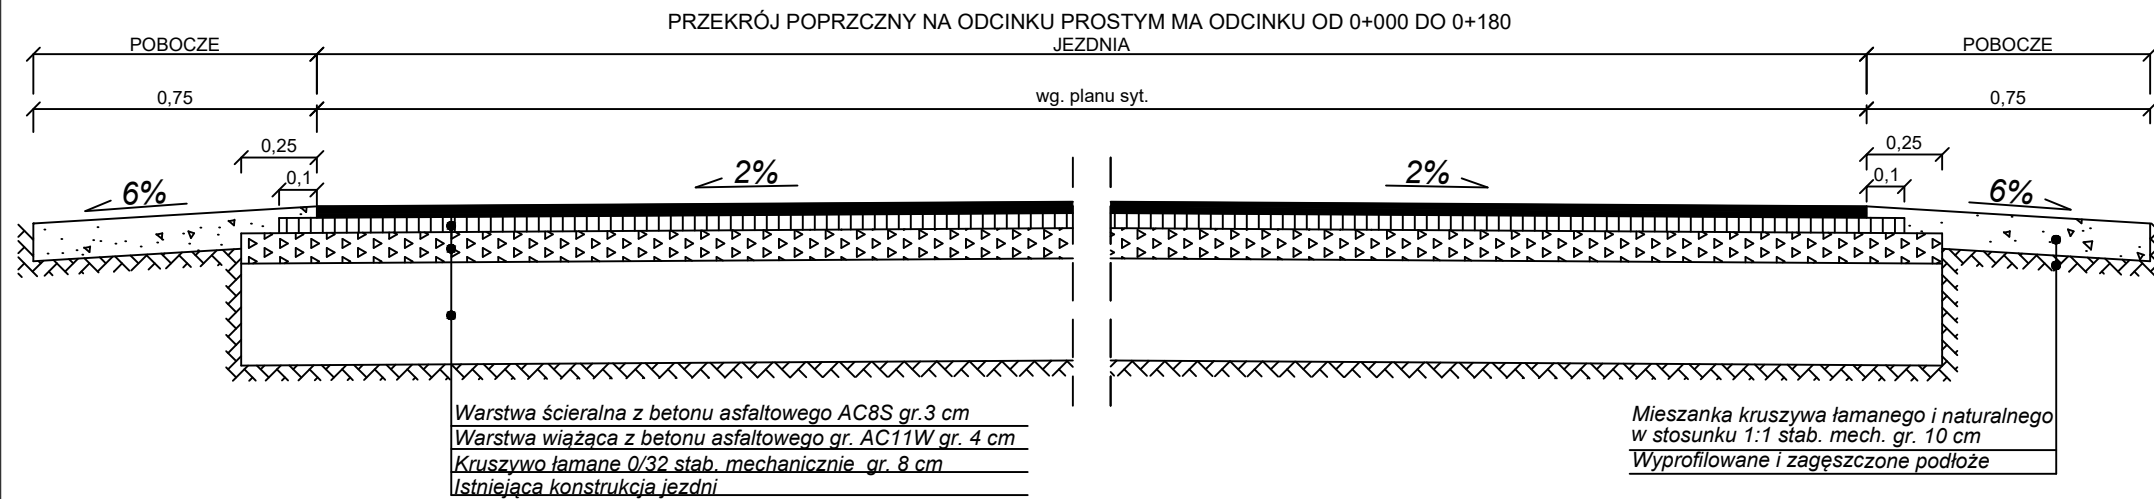 PRZEKRÓJ POPRZCZNY NA ODCINKU PROSTYM MA ODCINKU OD 0+000 DO 0+180
POBOCZE JEZDNIA POBOCZE
0,75 wg. planu syt. 0,75
0,25 0,25
0,1 0,1
6% 2% 2% 6%
Warstwa ścieralna z betonu asfaltowego AC8S gr.3 cm
Warstwa wiążąca z betonu asfaltowego gr. AC11W gr. 4 cm
Kruszywo łamane 0/32 stab. mechanicznie gr. 8 cm
Istniejąca konstrukcja jezdni
Mieszanka kruszywa łamanego i naturalnego
w stosunku 1:1 stab. mech. gr. 10 cm
Wyprofilowane i zagęszczone podłoże